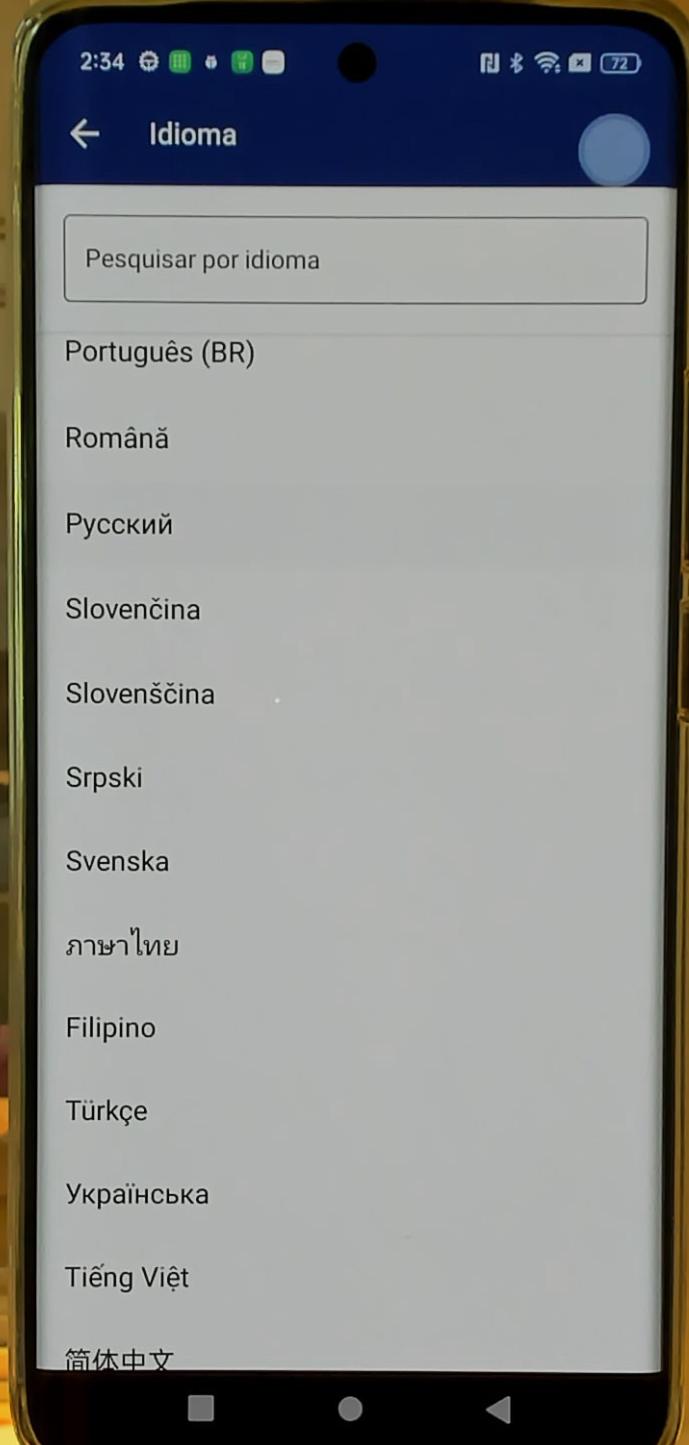 2:34
72
Idioma
Pesquisar por idioma
Português (BR)
Română
Русский
Slovenčina
Slovenščina
Srpski
Svenska
ภาษาไทย
Filipino
Türkçe
Українська
Tiếng Việt
简体中文